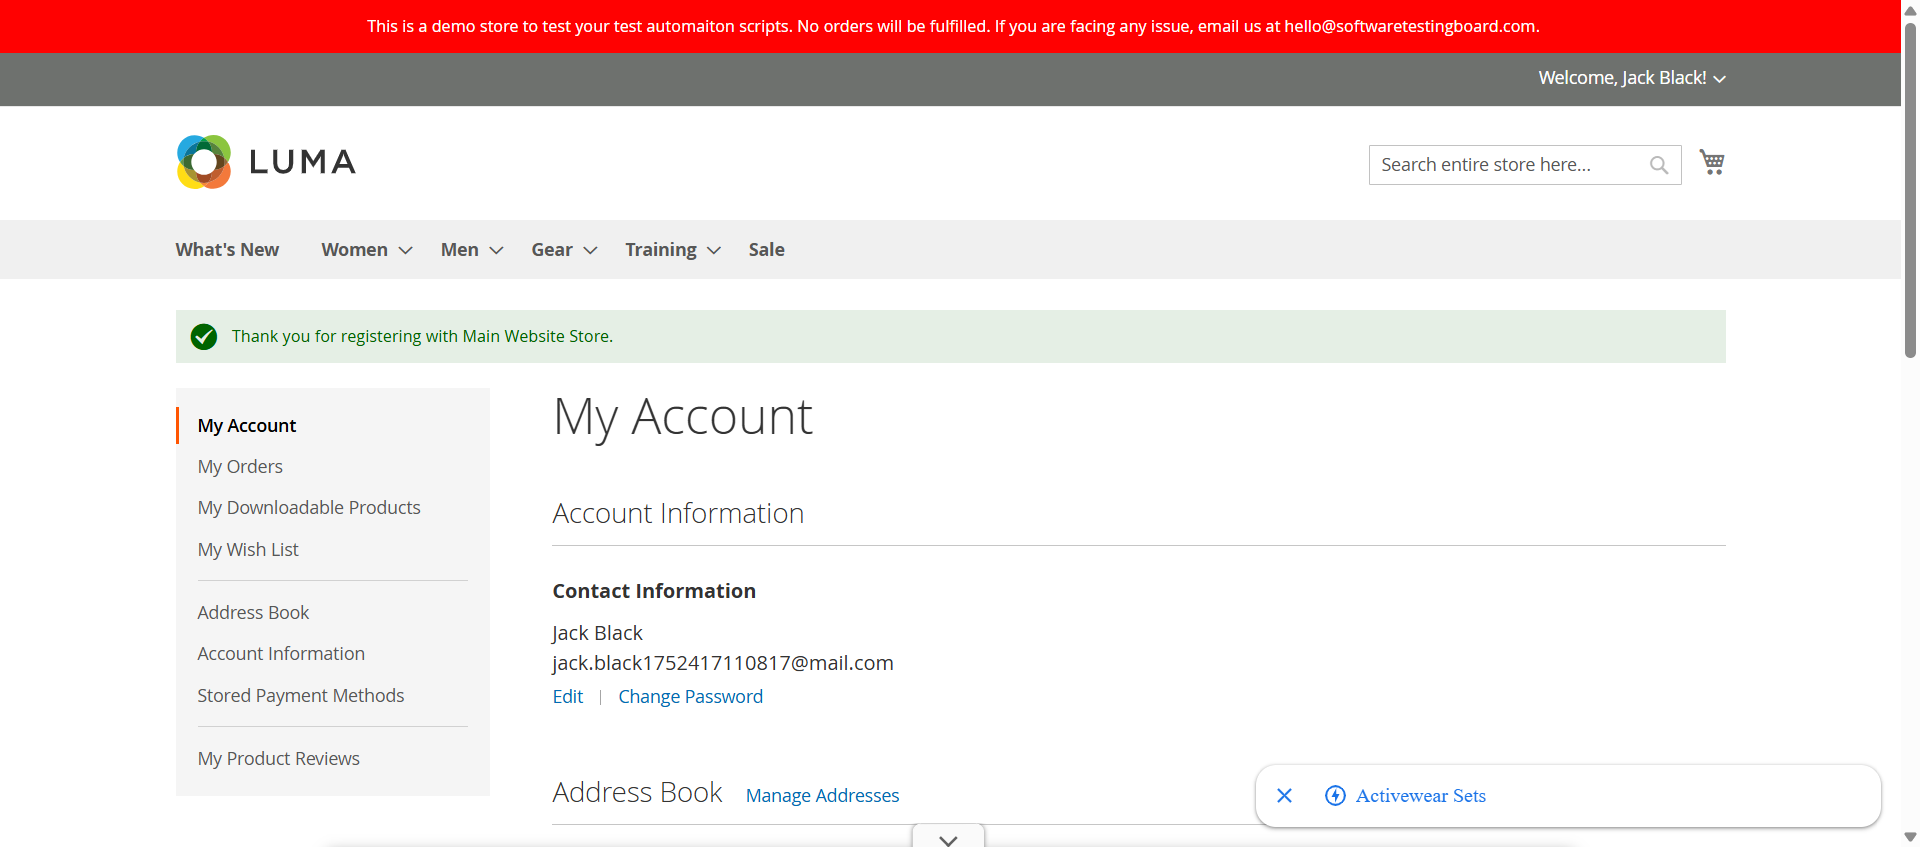 This is a demo store to test your test automaiton scripts. No orders will be fulfilled. If you are facing any issue, email us at hello@softwaretestingboard.com.
Welcome, Jack Black!
LUMA
Search entire store here...
What's New
Women
Men
Gear
Training
Sale
Thank you for registering with Main Website Store.
My Account
My Orders
My Downloadable Products
My Wish List
Address Book
Account Information
Stored Payment Methods
My Product Reviews
My Account
Account Information
Contact Information
Jack Black
jack.black1752417110817@mail.com
Edit | Change Password
Address Book Manage Addresses
Activewear Sets